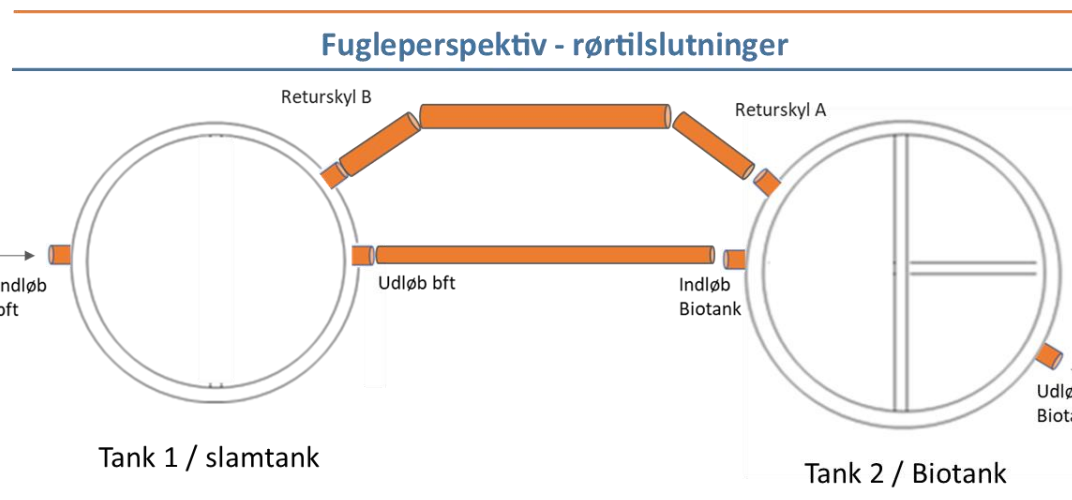 Fugleperspektiv - rørtilslutninger
Returskyl B
Returskyl A
Udløb bft
Indløb
Biotank
Tank 1 / slamtank
Tank 2 / Biotank